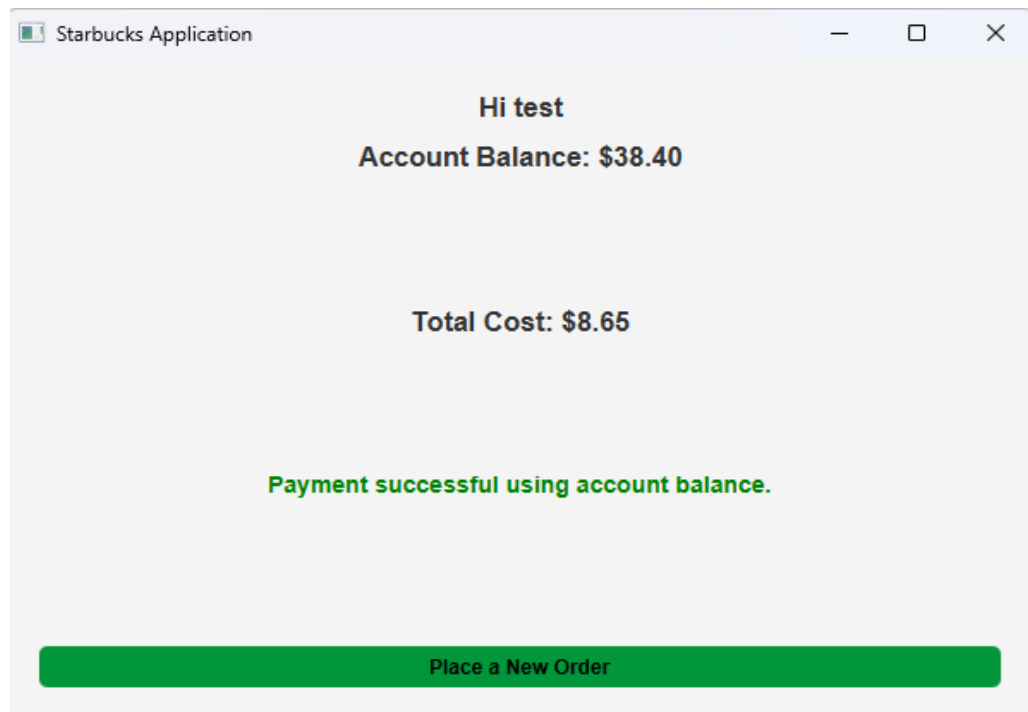 Starbucks Application
Hi test
Account Balance: $38.40
Total Cost: $8.65
Payment successful using account balance.
Place a New Order